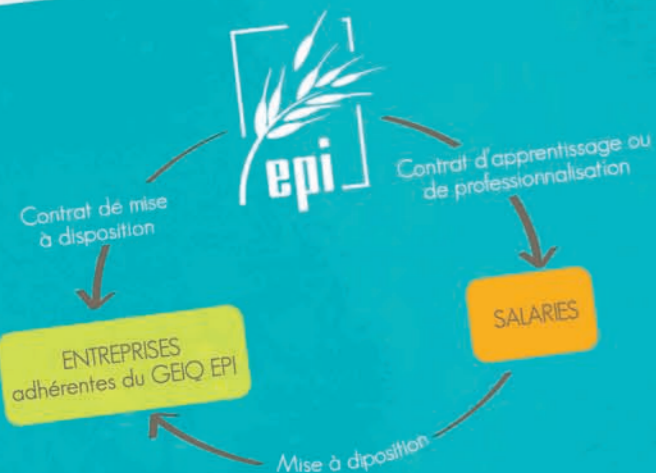 epi
Contrat de mise
à disposition
Contrat d'apprentissage ou
de professionnalisation
ENTREPRISES
adhérentes du GEIQ EPI
SALARIES
Mise à diposition